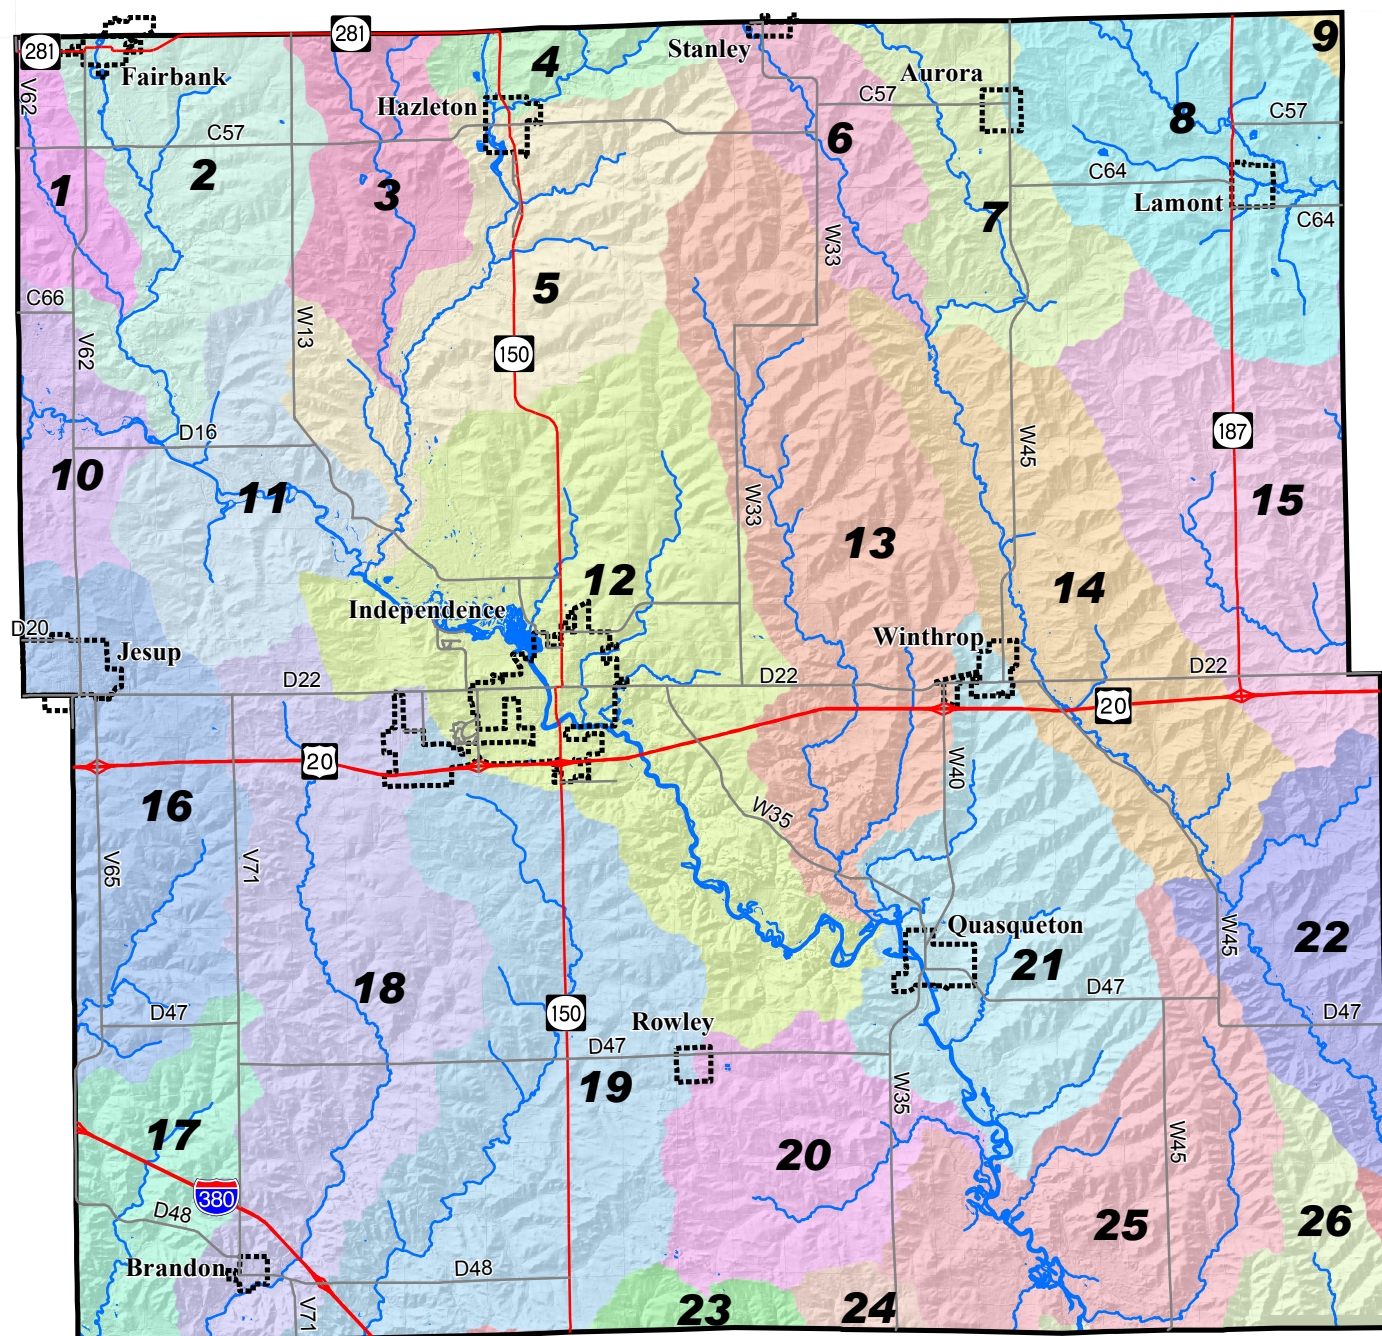 281
281
Stanley
4
9
Fairbank
Aurora
V62
Hazleton
C57
6
8
C57
C57
1
2
3
C64
Lamont
C64
7
W33
5
C66
W13
V62
150
187
D16
W45
10
11
W33
15
13
12
14
Independence
D20
Jesup
Winthrop
D22
D22
D22
20
20
W40
16
W35
V65
V71
Quasqueton
W45
22
21
18
D47
D47
D47
150
Rowley
D47
19
W35
17
20
W45
380
D48
25
26
Brandon
D48
V71
23
24